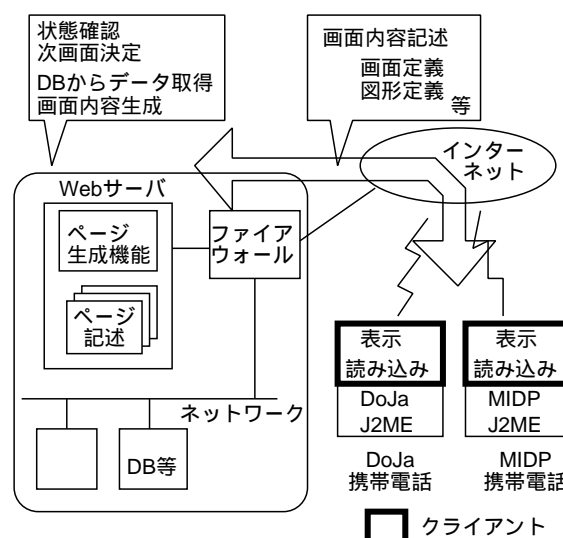 状態確認
次画面決定
DBからデータ取得
画面内容生成
画面内容記述
画面定義
図形定義
等
インター
ネット
Webサーバ
ページ
生成機能
ファイア
ウォール
ページ
記述
ネットワーク
DB等
表示
読み込み
DoJa
J2ME
DoJa
携帯電話
表示
読み込み
MIDP
J2ME
MIDP
携帯電話
クライアント